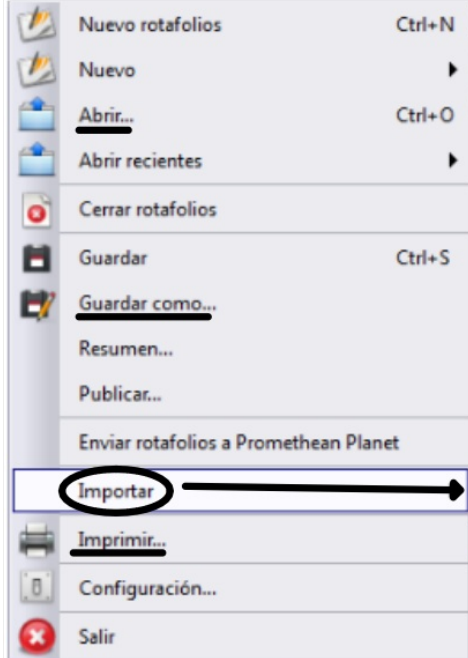 Nuevo rotafolios Ctrl+N
Nuevo
Abrir... Ctrl+O
Abrir recientes
Cerrar rotafolios
Guardar Ctrl+S
Guardar como...
Resumen...
Publicar...
Enviar rotafolios a Promethean Planet
Importar
Imprimir...
Configuración...
Salir